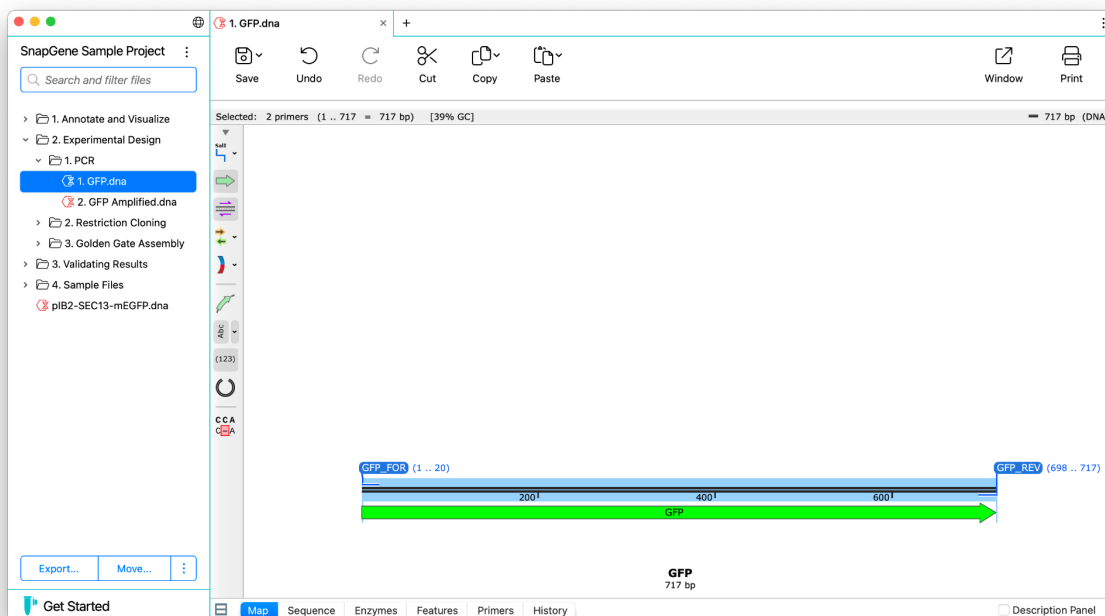 1. GFP.dna
SnapGene Sample Project
Search and filter files
Save
Undo
Redo
Cut
Copy
Paste
Window
Print
1. Annotate and Visualize
2. Experimental Design
1. PCR
1. GFP.dna
2. GFP Amplified.dna
2. Restriction Cloning
3. Golden Gate Assembly
3. Validating Results
4. Sample Files
pIB2-SEC13-mEGFP.dna
Export...
Move...
Get Started
Selected: 2 primers (1 .. 717 = 717 bp) [39% GC]
717 bp (DNA
SalI
Abc
(123)
CCA
C-A
GFP_FOR (1 .. 20)
GFP_REV (698 .. 717)
200
400
600
GFP
GFP
717 bp
Map
Sequence
Enzymes
Features
Primers
History
Description Panel